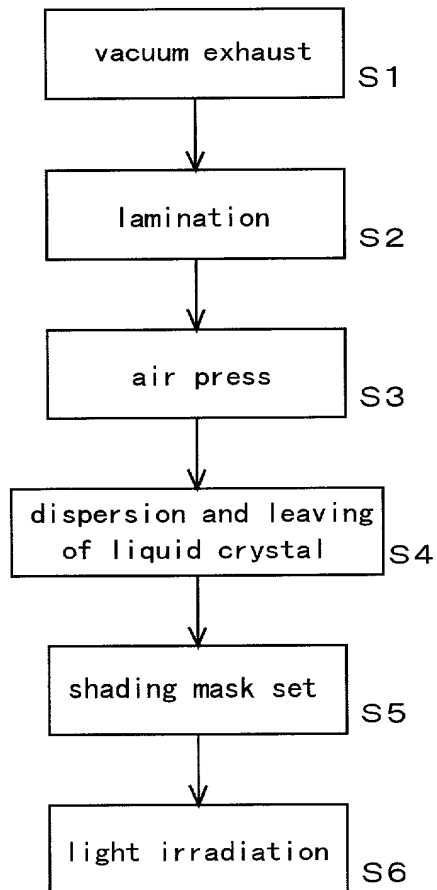 vacuum exhaust
S1
lamination
S2
air press
S3
dispersion and leaving
of liquid crystal
S4
shading mask set
S5
light irradiation
S6